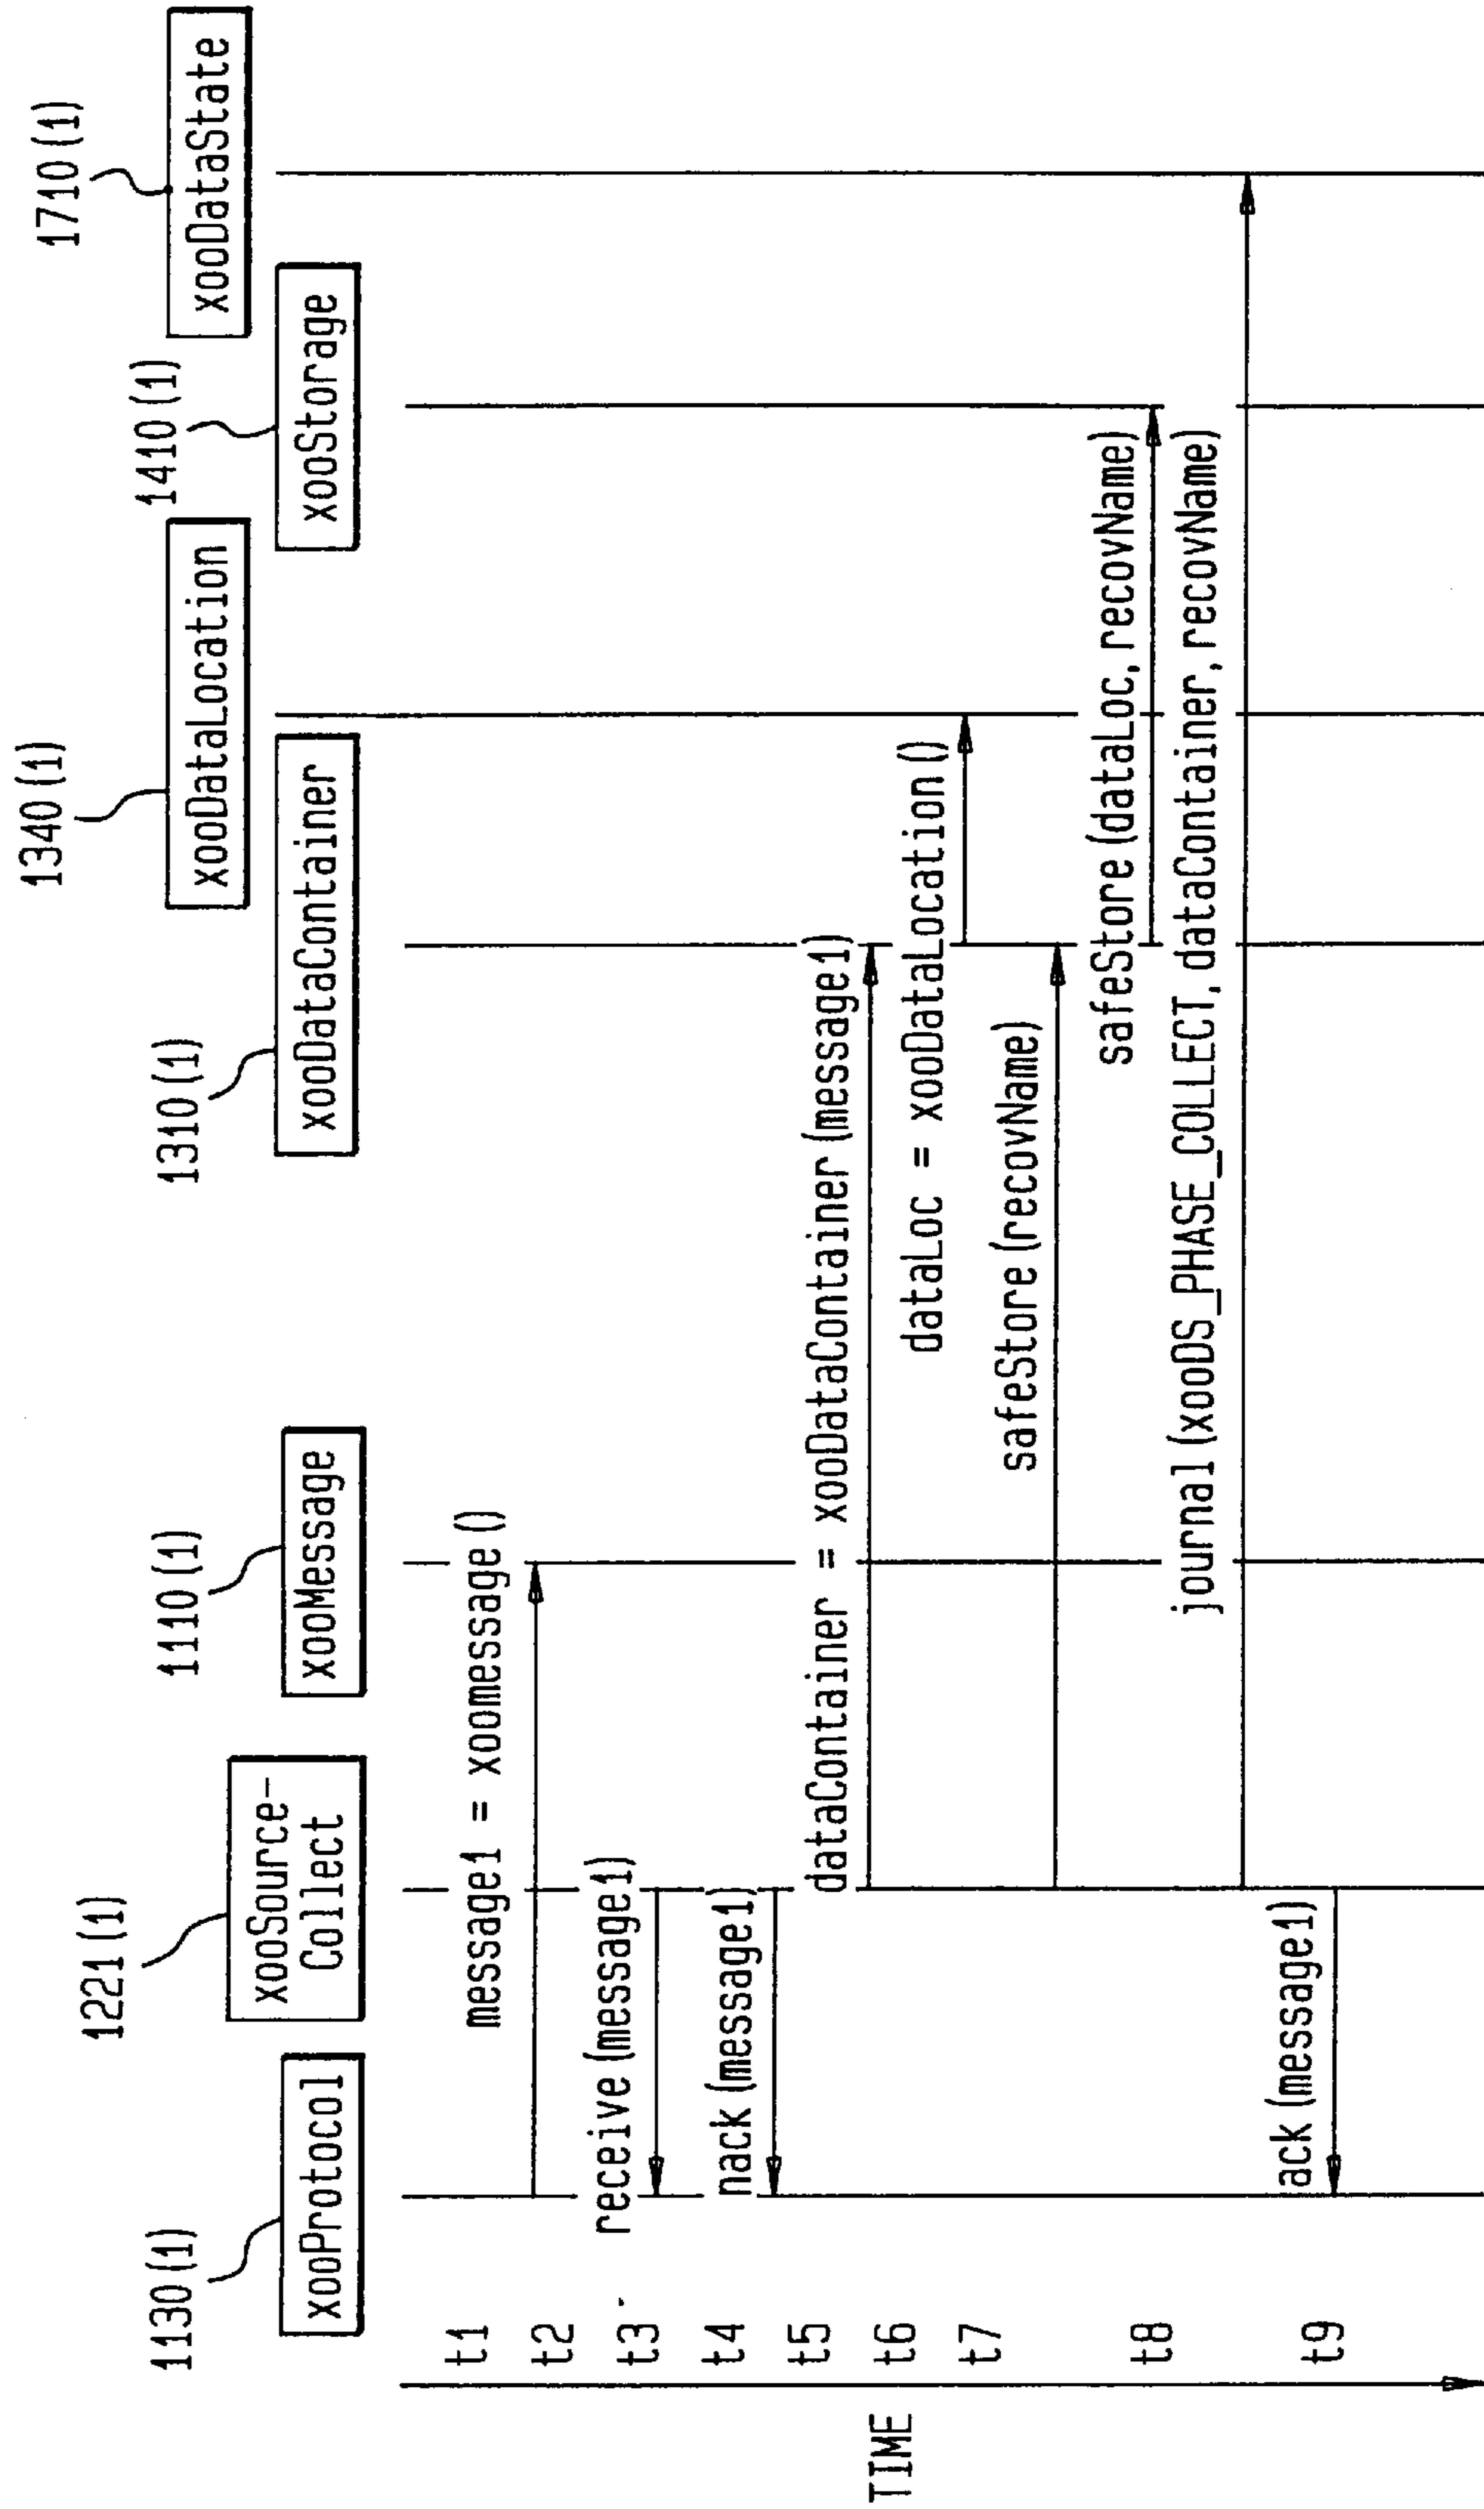 1130(1)
1221(1)
1110(1)
1310(1)
1340(1)
1410(1)
1710(1)
xooProtocol
xooSource-
Collect
xooMessage
xooDataContainer
xooDataLocation
xooStorage
xooDataState
TIME
t1
t2
t3
t4
t5
t6
t7
t8
t9
message1 = xoomessage()
receive(message1)
nack(message1)
dataContainer = xooDataContainer(message1)
dataLoc = xooDataLocation()
safeStore(recovName)
safeStore(dataLoc,recovName)
journal(xooDS_PHASE_COLLECT,dataContainer,recovName)
ack(message1)